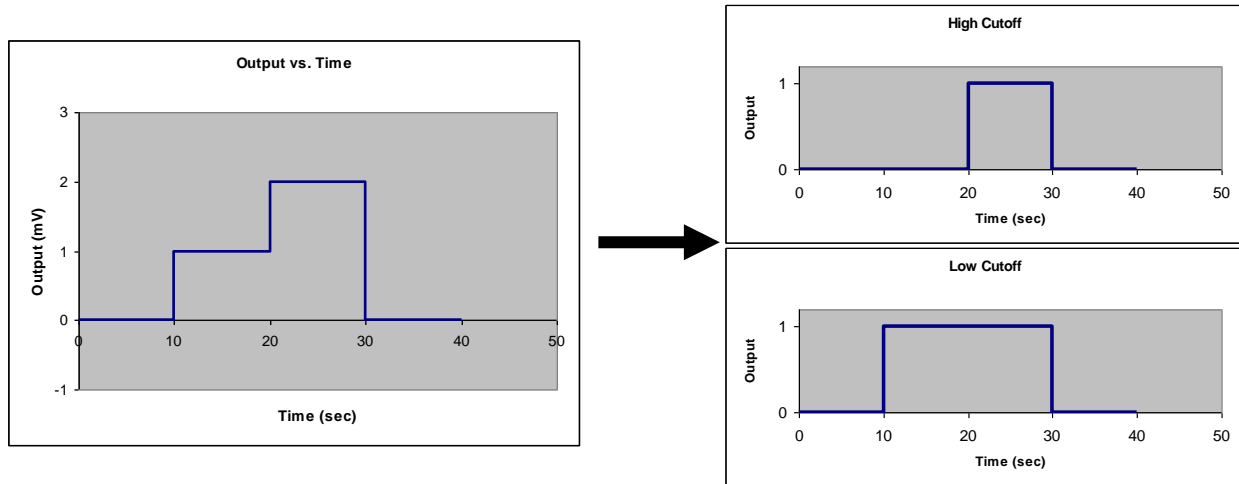 Output vs. Time
3
2
1
0
-1
0 10 20 30 40 50
Output (mV)
Time (sec)
High Cutoff
1
0
0 10 20 30 40 50
Output
Time (sec)
Low Cutoff
1
0
0 10 20 30 40 50
Output
Time (sec)